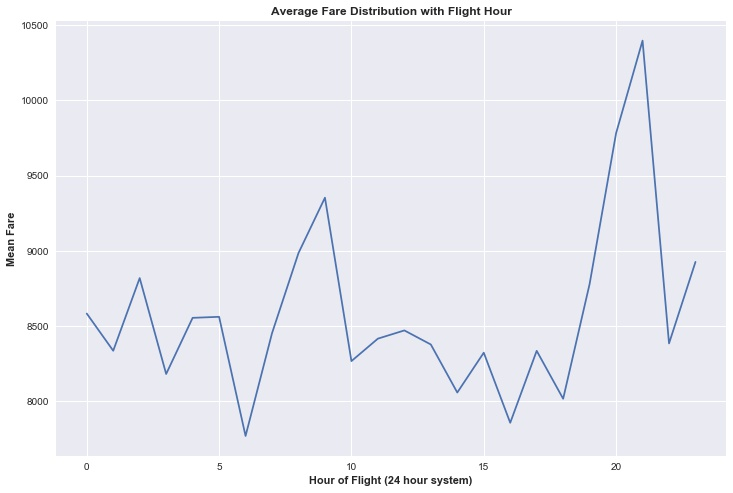 Average Fare Distribution with Flight Hour
10500
10000
9500
9000
8500
8000
Mean Fare
0 5 10 15 20
Hour of Flight (24 hour system)